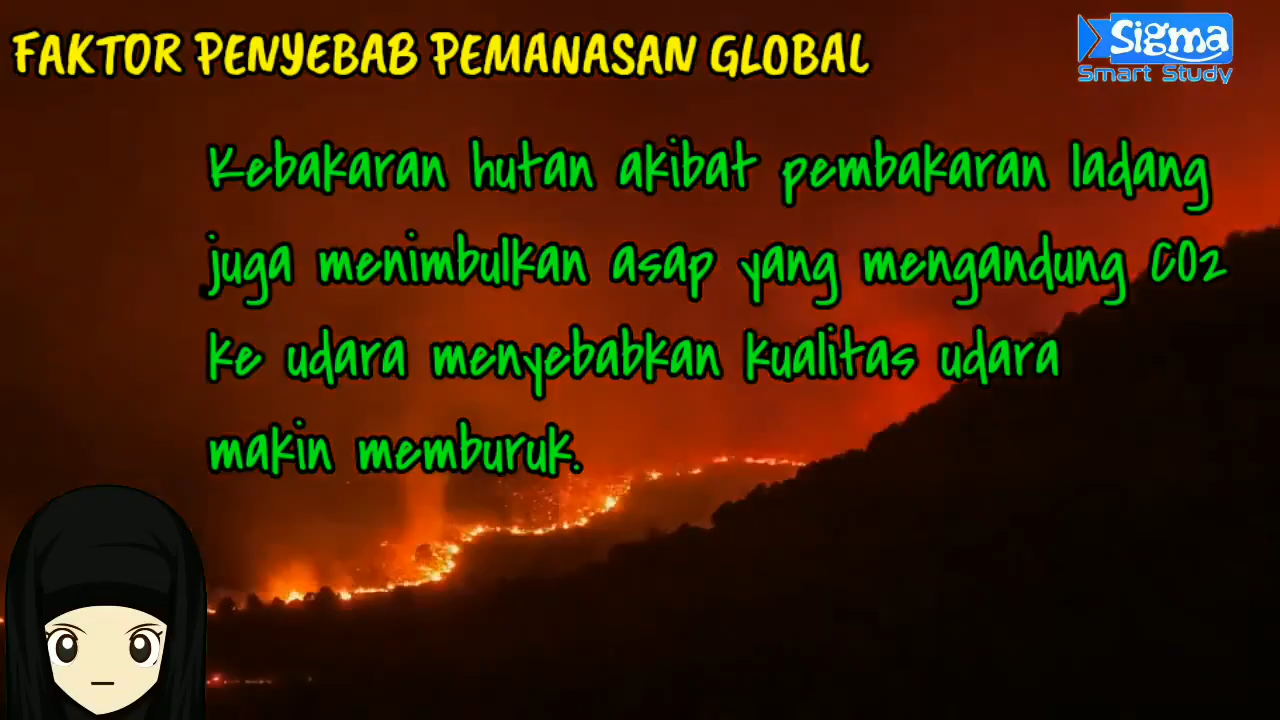 FAKTOR PENYEBAB PEMANASAN GLOBAL
Sigma
Smart Study
Kebakaran hutan akibat pembakaran ladang
juga menimbulkan asap yang mengandung CO2
ke udara menyebabkan kualitas udara
makin memburuk.